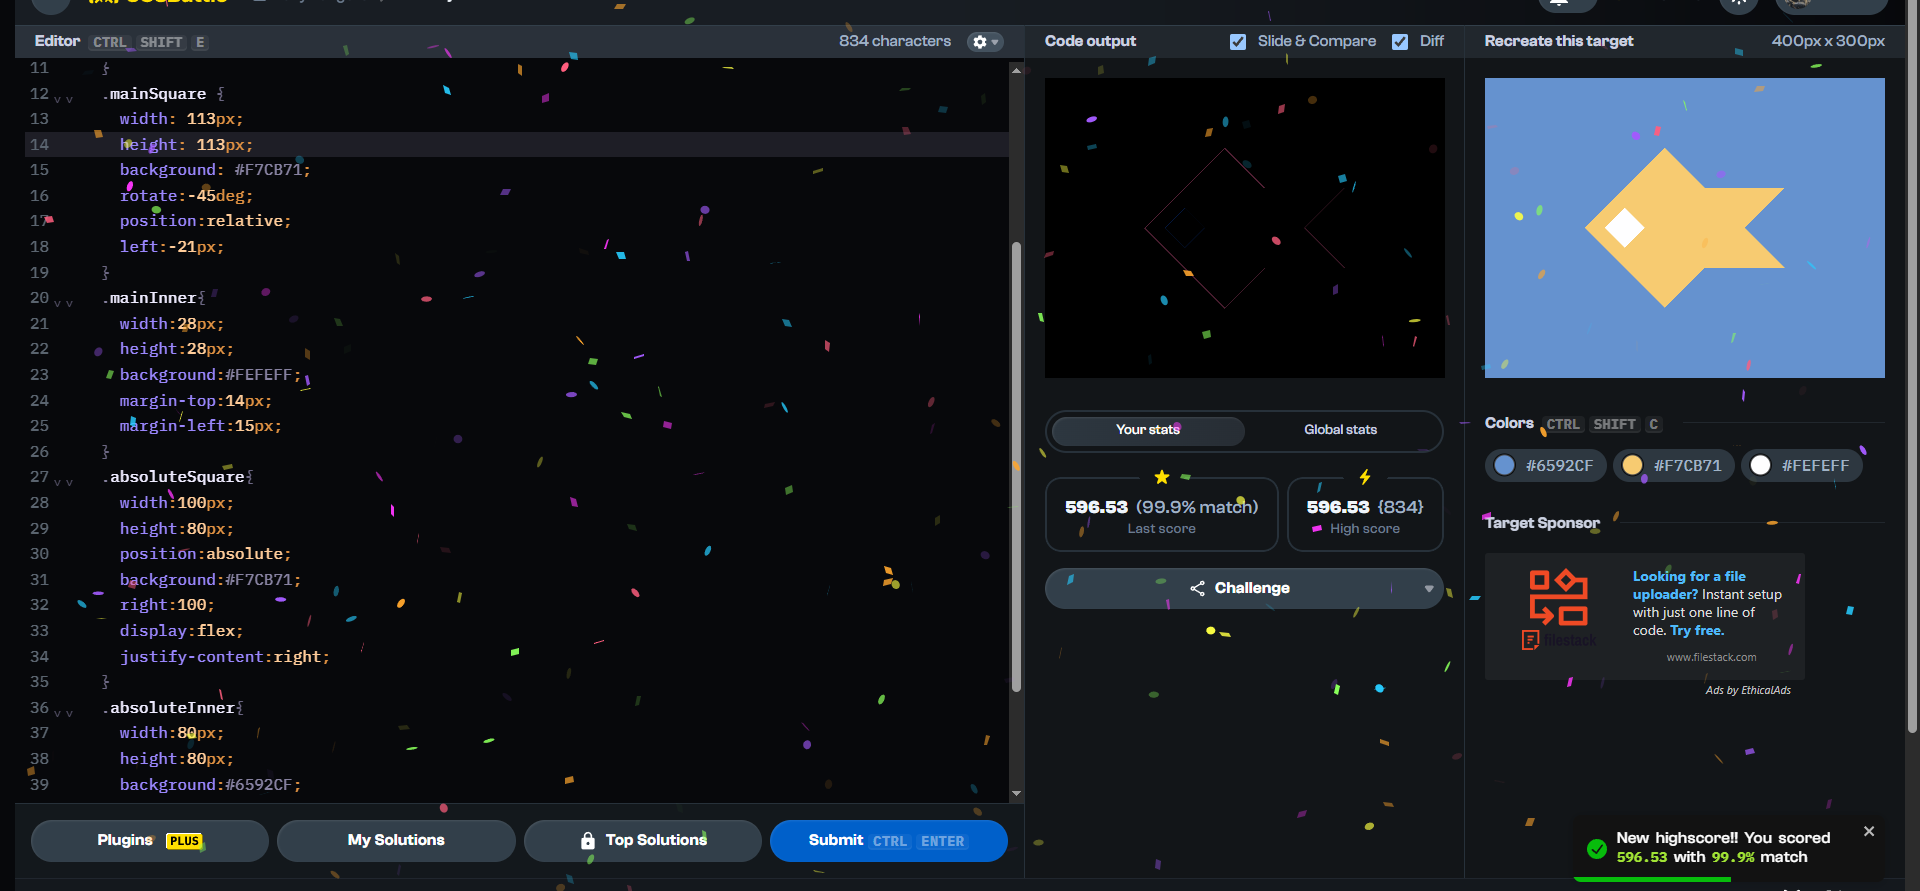 Editor CTRL SHIFT E
834 characters
11 }
12 .mainSquare {
13 width: 113px;
14 height: 113px;
15 background: #F7CB71;
16 rotate:-45deg;
17 position:relative;
18 left:-21px;
19 }
20 .mainInner{
21 width:28px;
22 height:28px;
23 background:#FEFEFF;
24 margin-top:14px;
25 margin-left:15px;
26 }
27 .absoluteSquare{
28 width:100px;
29 height:80px;
30 position:absolute;
31 background:#F7CB71;
32 right:100;
33 display:flex;
34 justify-content:right;
35 }
36 .absoluteInner{
37 width:80px;
38 height:80px;
39 background:#6592CF;
Plugins PLUS
My Solutions
Top Solutions
Submit CTRL ENTER
Code output
Slide & Compare
Diff
Your stats
Global stats
596.53 (99.9% match)
Last score
596.53 {834}
High score
Challenge
Recreate this target
400px x 300px
Colors CTRL SHIFT C
#6592CF
#F7CB71
#FEFEFF
Target Sponsor
filestack
Looking for a file
uploader? Instant setup
with just one line of
code. Try free.
www.filestack.com
Ads by EthicalAds
New highscore!! You scored
596.53 with 99.9% match